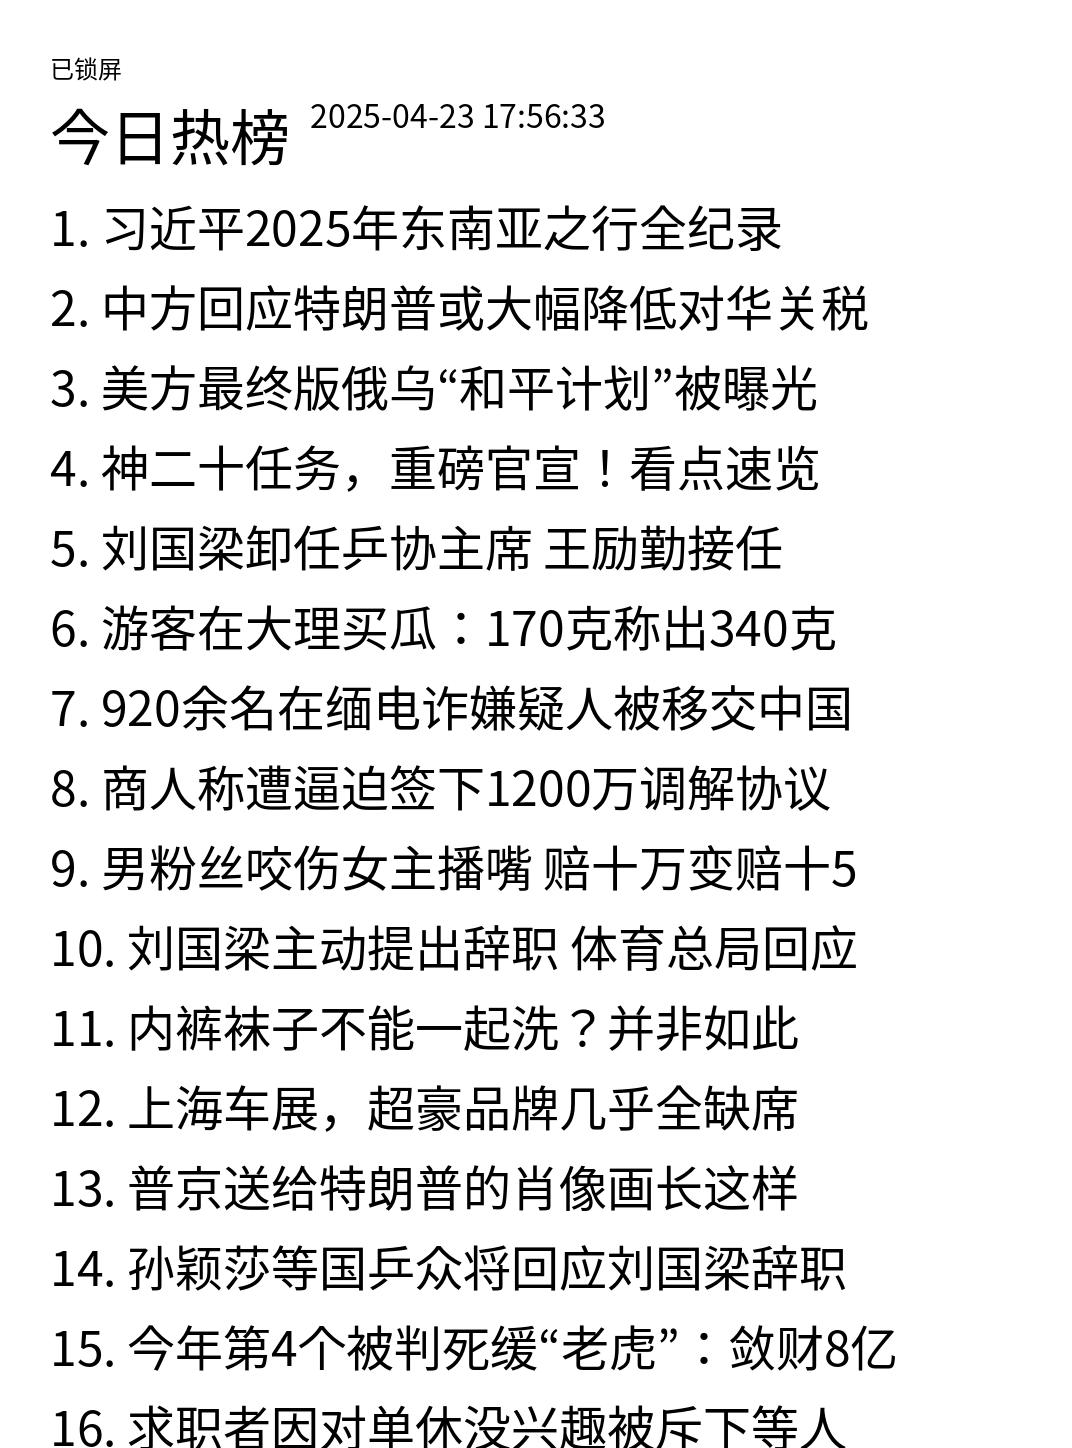 已锁屏
今日热榜 2025-04-23 17:56:33
1. 习近平2025年东南亚之行全纪录
2. 中方回应特朗普或大幅降低对华关税
3. 美方最终版俄乌“和平计划”被曝光
4. 神二十任务，重磅官宣！看点速览
5. 刘国梁卸任乒协主席 王励勤接任
6. 游客在大理买瓜：170克称出340克
7. 920余名在缅电诈嫌疑人被移交中国
8. 商人称遭逼迫签下1200万调解协议
9. 男粉丝咬伤女主播嘴 赔十万变赔十5
10. 刘国梁主动提出辞职 体育总局回应
11. 内裤袜子不能一起洗？并非如此
12. 上海车展，超豪品牌几乎全缺席
13. 普京送给特朗普的肖像画长这样
14. 孙颖莎等国乒众将回应刘国梁辞职
15. 今年第4个被判死缓“老虎”：敛财8亿
16. 求职者因对单休没兴趣被斥下等人